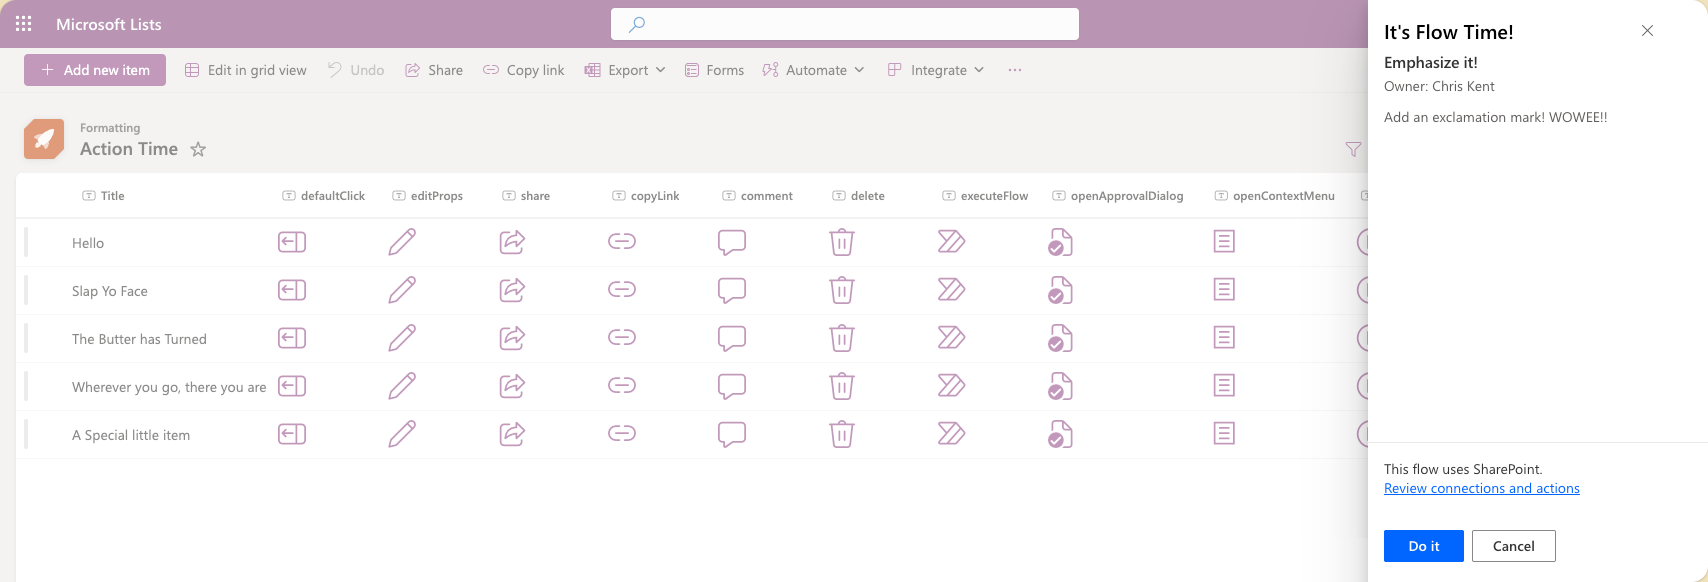 Microsoft Lists
Add new item
Edit in grid view
Undo
Share
Copy link
Export
Forms
Automate
Integrate
Formatting
Action Time
Title defaultClick editProps share copyLink comment delete executeFlow openApprovalDialog openContextMenu
Hello
Slap Yo Face
The Butter has Turned
Wherever you go, there you are
A Special little item
It's Flow Time!
Emphasize it!
Owner: Chris Kent
Add an exclamation mark! WOWEE!!
This flow uses SharePoint.
Review connections and actions
Do it
Cancel